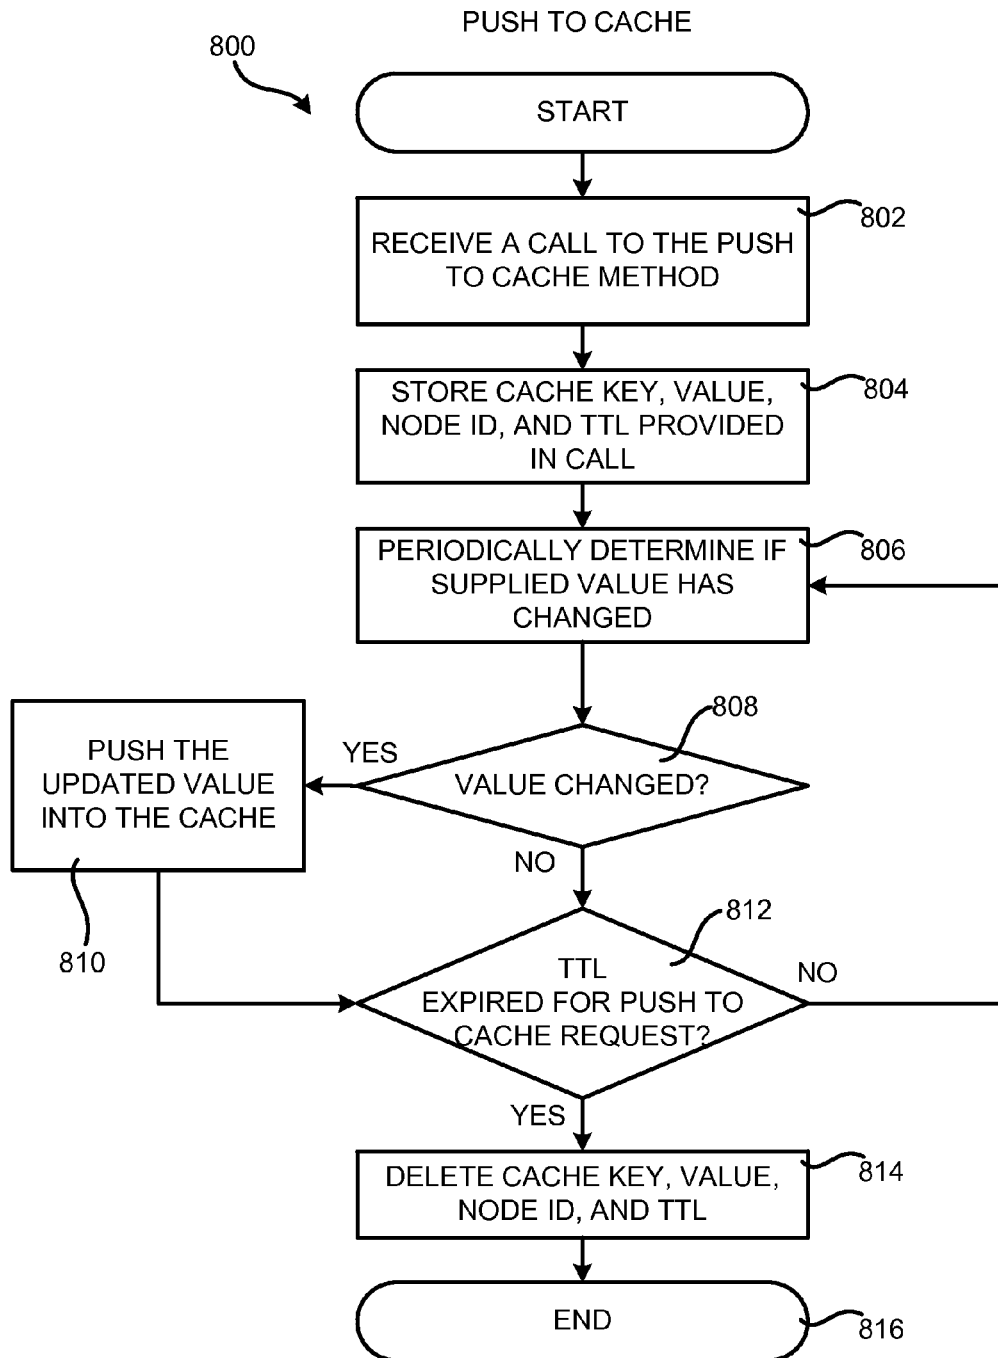 PUSH TO CACHE
800
START
802
RECEIVE A CALL TO THE PUSH
TO CACHE METHOD
804
STORE CACHE KEY, VALUE,
NODE ID, AND TTL PROVIDED
IN CALL
806
PERIODICALLY DETERMINE IF
SUPPLIED VALUE HAS
CHANGED
808
VALUE CHANGED?
YES
PUSH THE
UPDATED VALUE
INTO THE CACHE
810
NO
812
TTL
EXPIRED FOR PUSH TO
CACHE REQUEST?
NO
YES
814
DELETE CACHE KEY, VALUE,
NODE ID, AND TTL
END
816